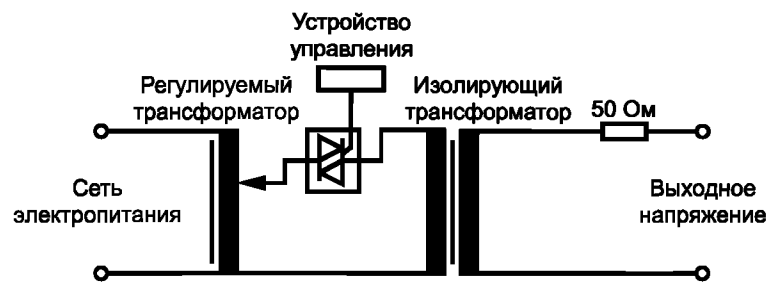 Устройство
управления
Регулируемый
трансформатор
Изолирующий
трансформатор
50 Ом
Сеть
электропитания
Выходное
напряжение